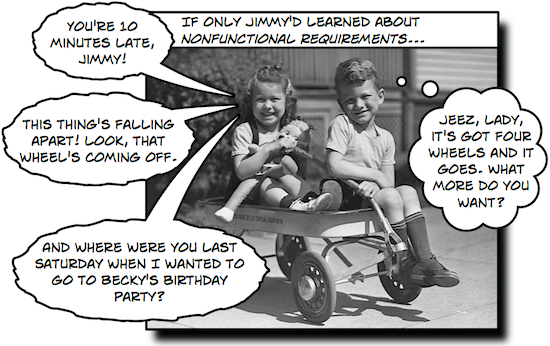 YOU'RE 10
MINUTES LATE,
JIMMY!
IF ONLY JIMMY'D LEARNED ABOUT
NONFUNCTIONAL REQUIREMENTS...
THIS THING'S FALLING
APART! LOOK, THAT
WHEEL'S COMING OFF.
JEEZ, LADY,
IT'S GOT FOUR
WHEELS AND IT
GOES. WHAT
MORE DO YOU
WANT?
AND WHERE WERE YOU LAST
SATURDAY WHEN I WANTED TO
GO TO BECKY'S BIRTHDAY
PARTY?